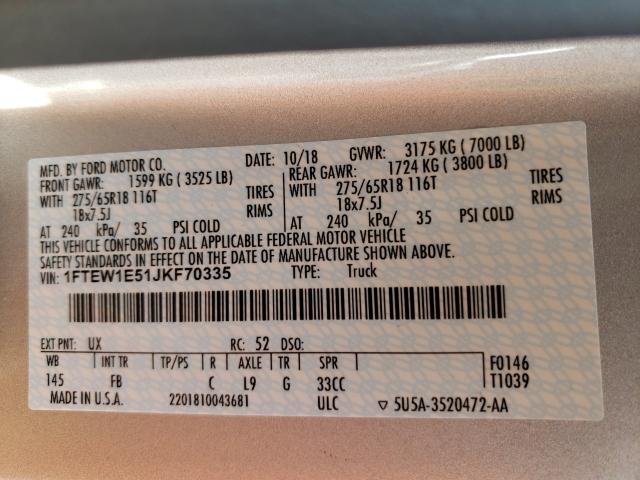 MFD. BY FORD MOTOR CO. DATE: 10/18 GVWR: 3175 KG ( 7000 LB)
FRONT GAWR: 1599 KG ( 3525 LB) REAR GAWR: 1724 KG ( 3800 LB)
WITH 275/65R18 116T TIRES WITH 275/65R18 116T TIRES
18x7.5J RIMS 18x7.5J RIMS
AT 240 kPa/ 35 PSI COLD AT 240 kPa/ 35 PSI COLD
THIS VEHICLE CONFORMS TO ALL APPLICABLE FEDERAL MOTOR VEHICLE
SAFETY STANDARDS IN EFFECT ON THE DATE OF MANUFACTURE SHOWN ABOVE.
VIN: 1FTEW1E51JKF70335 TYPE: Truck
EXT PNT: UX RC: 52 DSO:
WB INT TR TP/PS R AXLE TR SPR F0146
145 FB C L9 G 33CC T1039
MADE IN U.S.A. 2201810043681 ULC ▽ 5U5A-3520472-AA